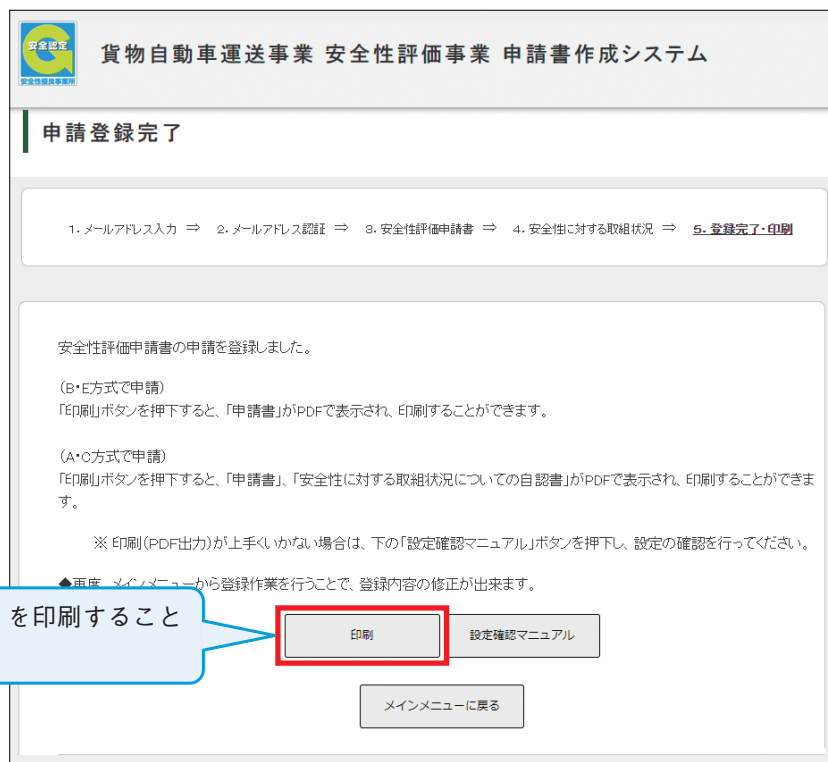 安全認定
安全性優良事業所
貨物自動車運送事業 安全性評価事業 申請書作成システム
申請登録完了
1. メールアドレス入力 ⇒ 2. メールアドレス認証 ⇒ 3. 安全性評価申請書 ⇒ 4. 安全性に対する取組状況 ⇒ 5. 登録完了・印刷
安全性評価申請書の申請を登録しました。
（B・E方式で申請）
「印刷」ボタンを押下すると、「申請書」がPDFで表示され、印刷することができます。
（A・C方式で申請）
「印刷」ボタンを押下すると、「申請書」、「安全性に対する取組状況についての自認書」がPDFで表示され、印刷することができま
す。
※ 印刷(PDF出力)が上手くいかない場合は、下の「設定確認マニュアル」ボタンを押下し、設定の確認を行ってください。
◆再度、メインメニューから登録作業を行うことで、登録内容の修正が出来ます。
を印刷すること
印刷
設定確認マニュアル
メインメニューに戻る